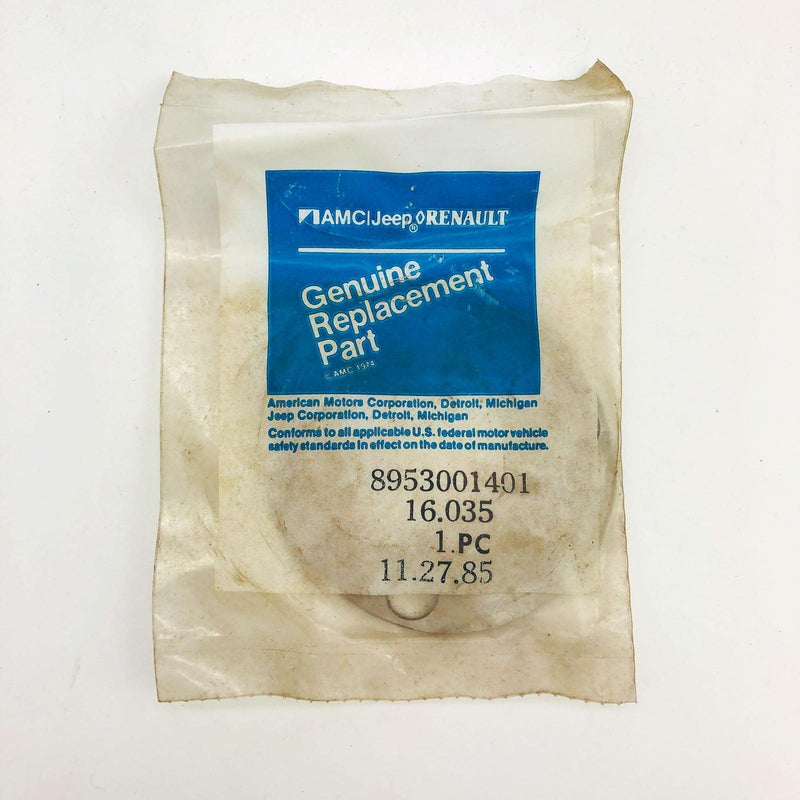 AMC|Jeep® ◊RENAULT
Genuine
Replacement
Part
© AMC 1974
American Motors Corporation, Detroit, Michigan
Jeep Corporation, Detroit, Michigan
Conforms to all applicable U.S. federal motor vehicle
safety standards in effect on the date of manufacture.
8953001401
16.035
1.PC
11.27.85